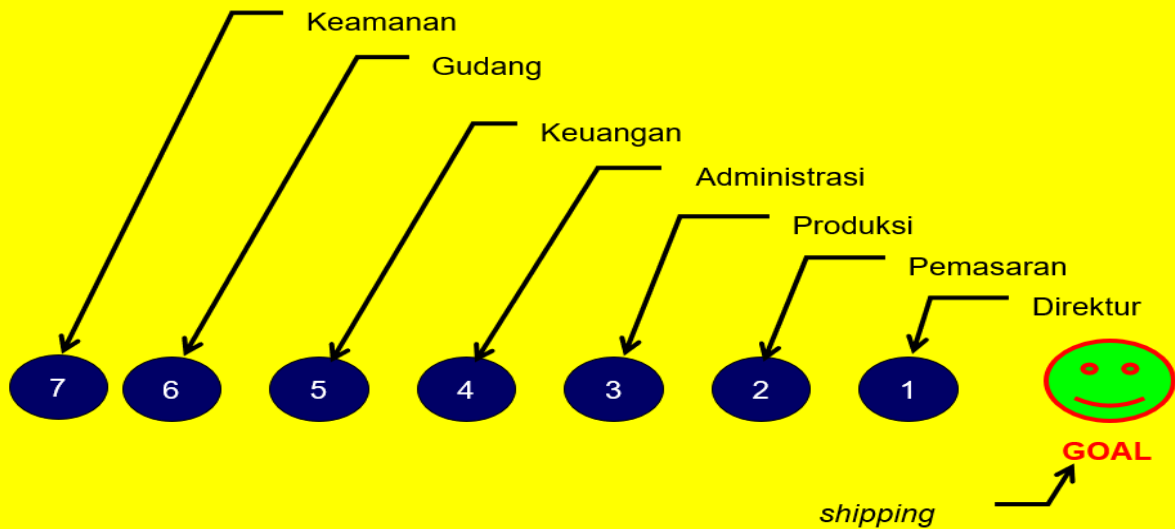 Keamanan
Gudang
Keuangan
Administrasi
Produksi
Pemasaran
Direktur
7 6 5 4 3 2 1
GOAL
shipping